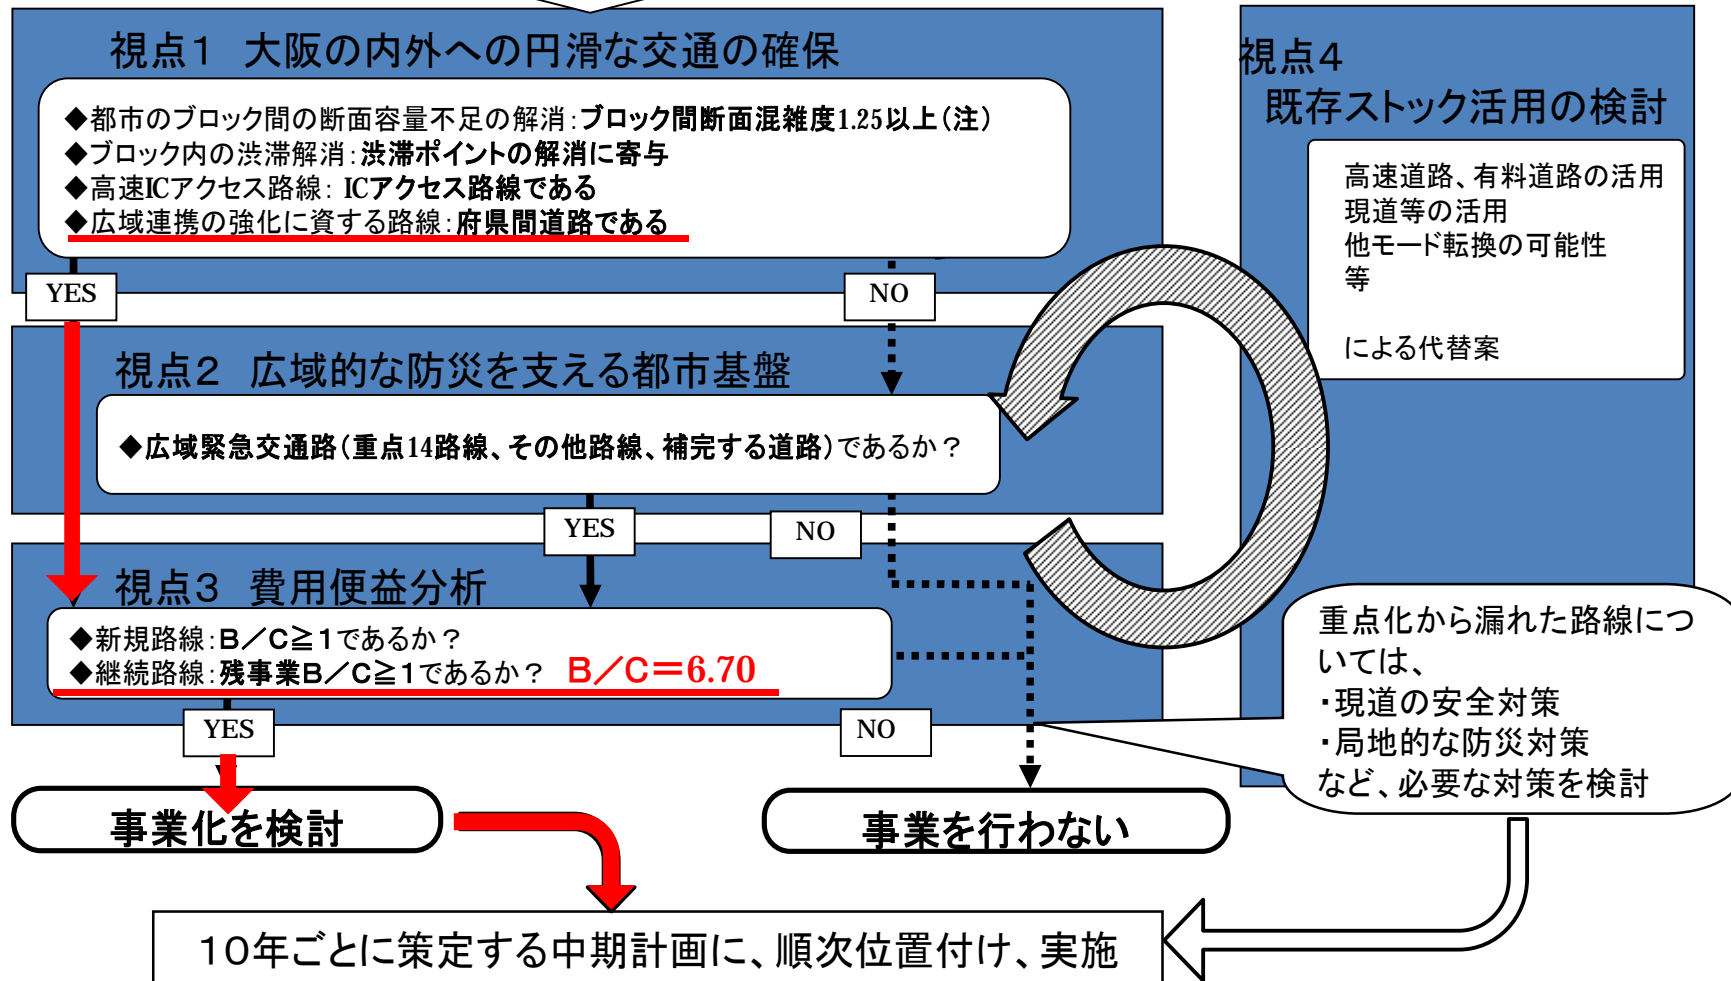 視点１　大阪の内外への円滑な交通の確保
◆都市のブロック間の断面容量不足の解消：ブロック間断面混雑度1.25以上（注）
◆ブロック内の渋滞解消：渋滞ポイントの解消に寄与
◆高速ICアクセス路線： ICアクセス路線である
◆広域連携の強化に資する路線：府県間道路である
YES
NO
視点２　広域的な防災を支える都市基盤
◆広域緊急交通路（重点14路線、その他路線、補完する道路）であるか？
YES
NO
視点３　費用便益分析
◆新規路線：Ｂ／Ｃ≧１であるか？
◆継続路線：残事業Ｂ／Ｃ≧１であるか？　Ｂ／Ｃ＝6.70
YES
NO
事業化を検討
事業を行わない
視点４
既存ストック活用の検討
高速道路、有料道路の活用
現道等の活用
他モード転換の可能性
等
による代替案
重点化から漏れた路線につ
いては、
・現道の安全対策
・局地的な防災対策
など、必要な対策を検討
１０年ごとに策定する中期計画に、順次位置付け、実施